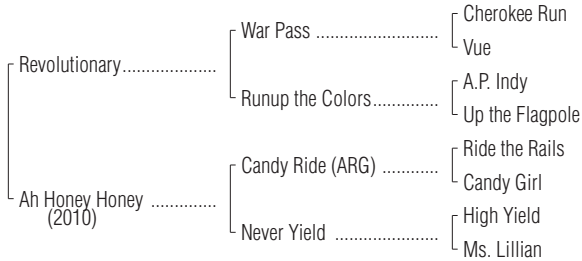 Cherokee Run
War Pass ........................
Vue
Revolutionary...................
A.P. Indy
Runup the Colors.............
Up the Flagpole
Ride the Rails
Candy Ride (ARG) ...........
Candy Girl
Ah Honey Honey .............
(2010)
High Yield
Never Yield .....................
Ms. Lillian